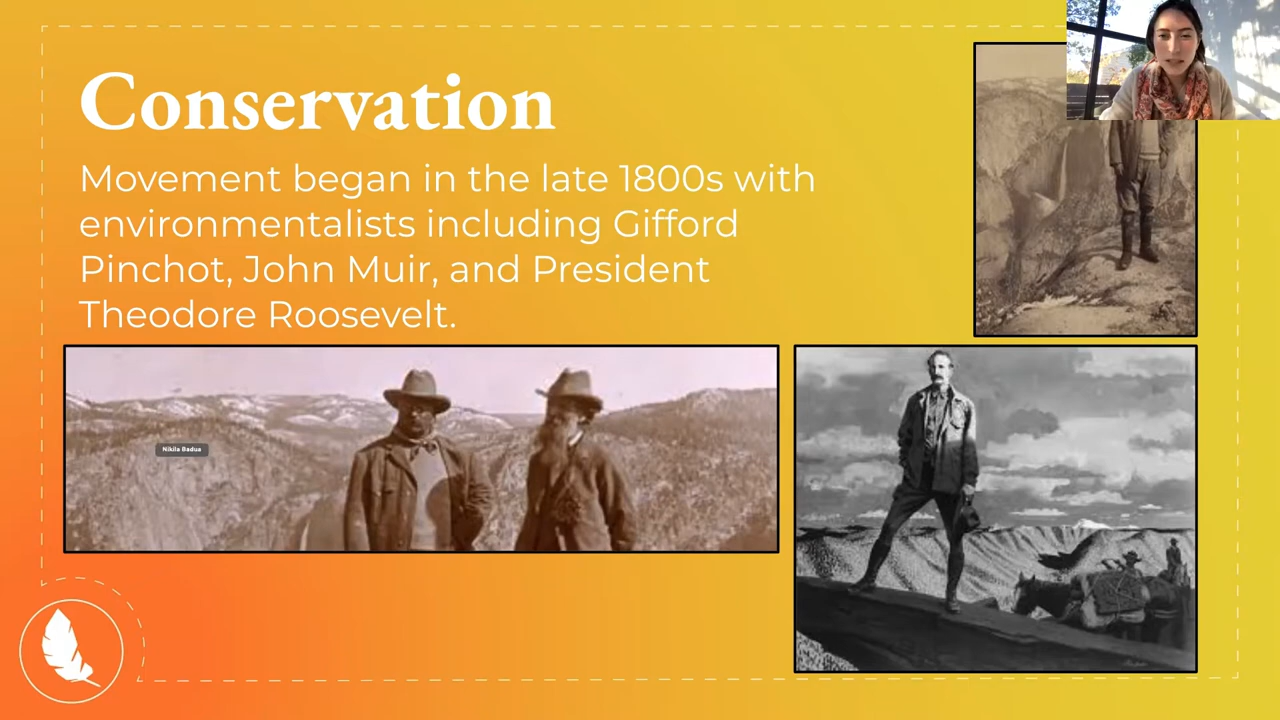 Conservation
Movement began in the late 1800s with
environmentalists including Gifford
Pinchot, John Muir, and President
Theodore Roosevelt.
Nikila Badua